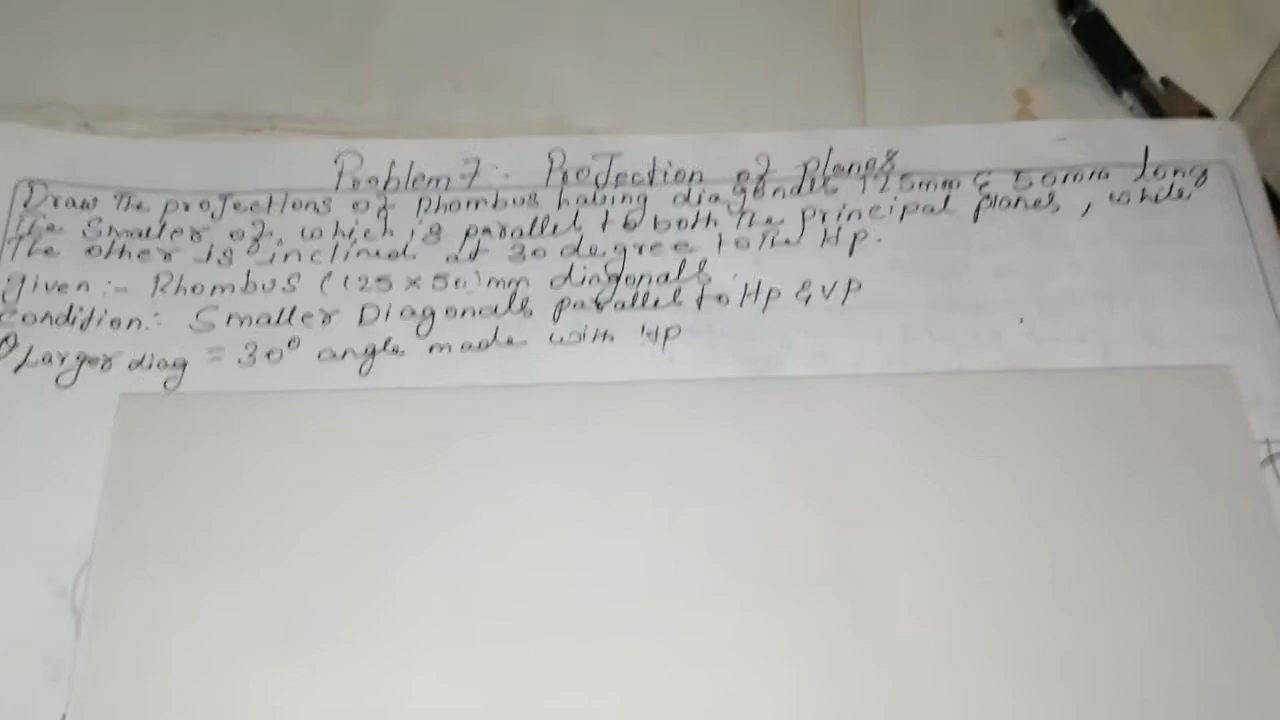 Problem 7:- Projection of planes
Draw The projections of Rhombus having diagonals 125mm & 50mm long
The Smaller of, which is parallel to both The principal planes, while
The other is inclined at 30 degree to The HP.
given:- Rhombus (125 x 50) mm diagonals.
Condition:- Smaller Diagonals parallel to Hp & VP
Larger diag = 30° angle made with HP